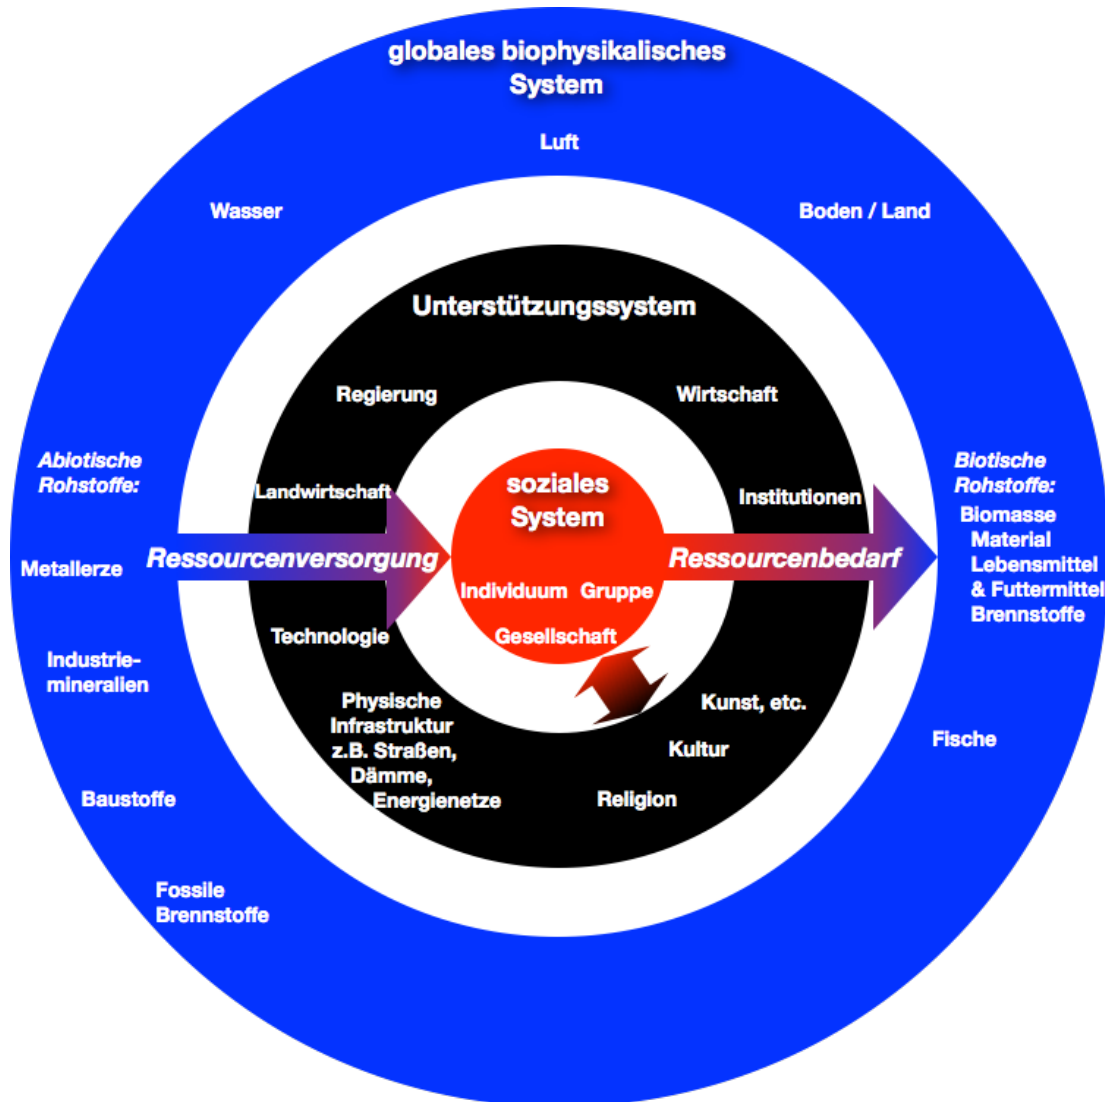 globales biophysikalisches
System
Luft
Wasser
Boden / Land
Unterstützungssystem
Regierung
Wirtschaft
Abiotische
Rohstoffe:
Landwirtschaft
soziales
System
Institutionen
Biotische
Rohstoffe:
Biomasse
Material
Lebensmittel
& Futtermittel
Brennstoffe
Metallerze
Ressourcenversorgung
Ressourcenbedarf
Individuum Gruppe
Gesellschaft
Technologie
Industrie-
mineralien
Physische
Infrastruktur
z.B. Straßen,
Dämme,
Energienetze
Kunst, etc.
Kultur
Religion
Fische
Baustoffe
Fossile
Brennstoffe